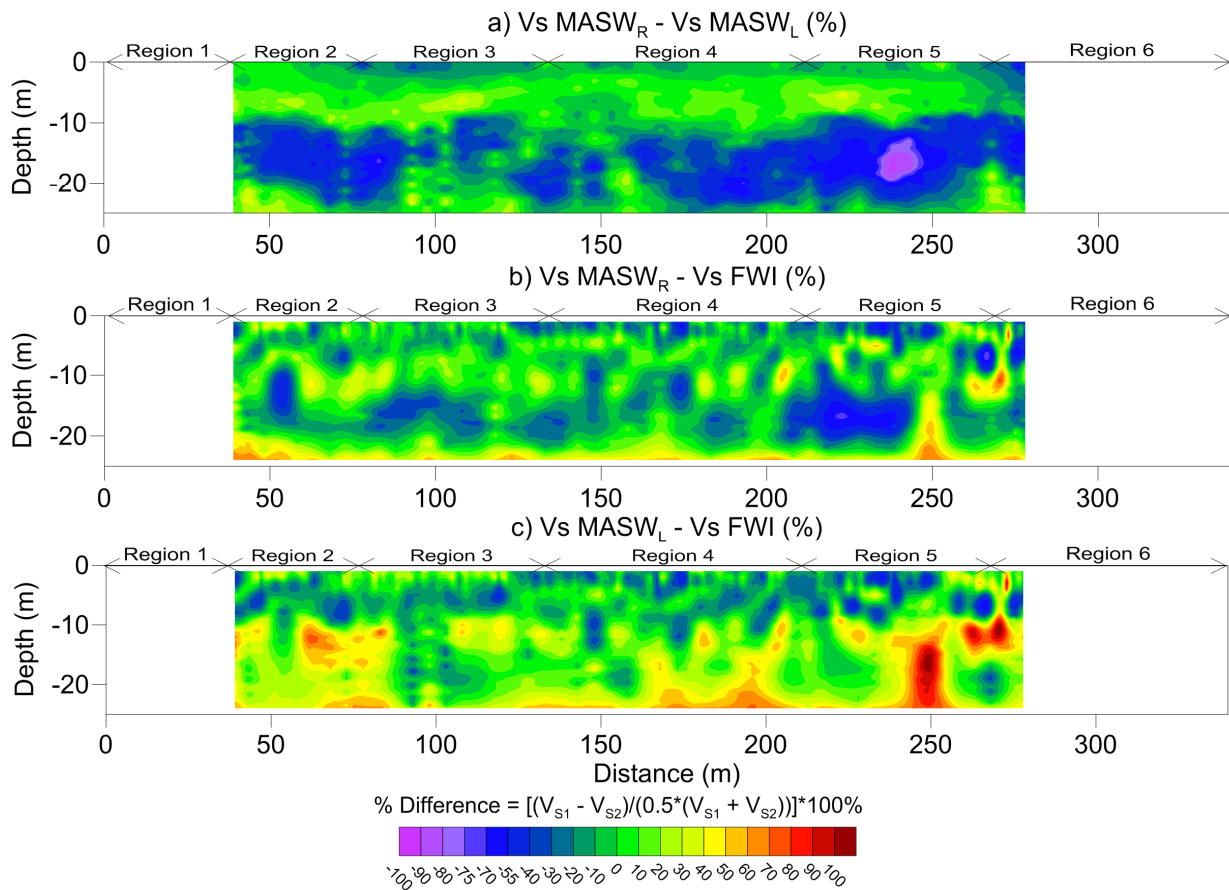 a) Vs MASW_R - Vs MASW_L (%)
Region 1 Region 2 Region 3 Region 4 Region 5 Region 6
0
-10
-20
Depth (m)
0 50 100 150 200 250 300
b) Vs MASW_R - Vs FWI (%)
Region 1 Region 2 Region 3 Region 4 Region 5 Region 6
0
-10
-20
Depth (m)
0 50 100 150 200 250 300
c) Vs MASW_L - Vs FWI (%)
Region 1 Region 2 Region 3 Region 4 Region 5 Region 6
0
-10
-20
Depth (m)
0 50 100 150 200 250 300
Distance (m)
% Difference = [(V_S1 - V_S2)/(0.5*(V_S1 + V_S2))]*100%
-100 -90 -80 -75 -70 -55 -40 -30 -20 -10 0 10 20 30 40 50 60 70 80 90 100